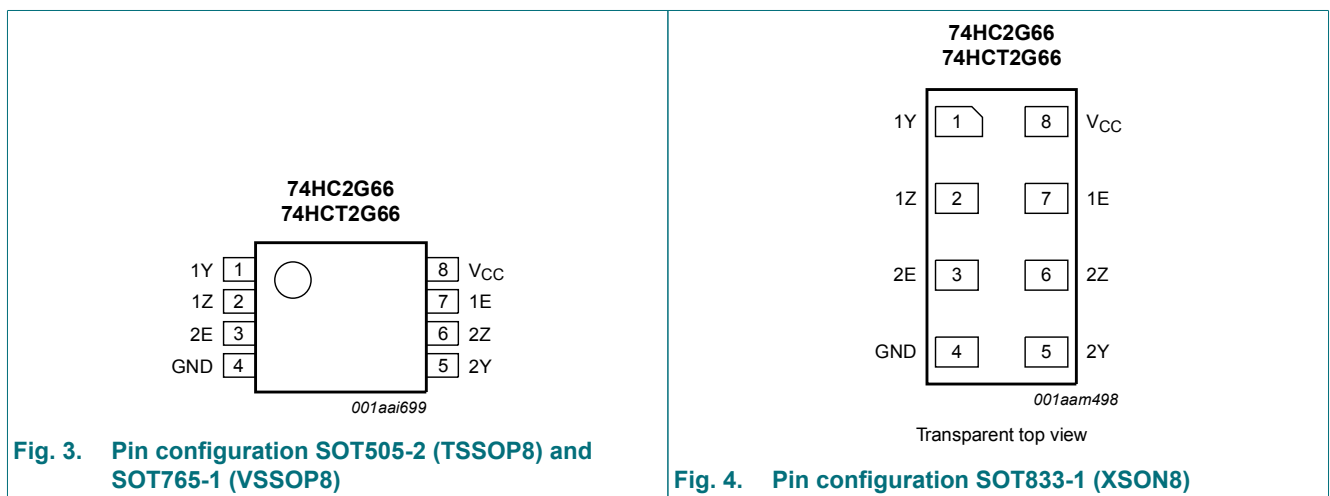 74HC2G66
74HCT2G66
1Y 1 8 VCC
1Z 2 7 1E
2E 3 6 2Z
GND 4 5 2Y
001aai699
Fig. 3. Pin configuration SOT505-2 (TSSOP8) and
SOT765-1 (VSSOP8)
74HC2G66
74HCT2G66
1Y 1 8 VCC
1Z 2 7 1E
2E 3 6 2Z
GND 4 5 2Y
001aam498
Transparent top view
Fig. 4. Pin configuration SOT833-1 (XSON8)